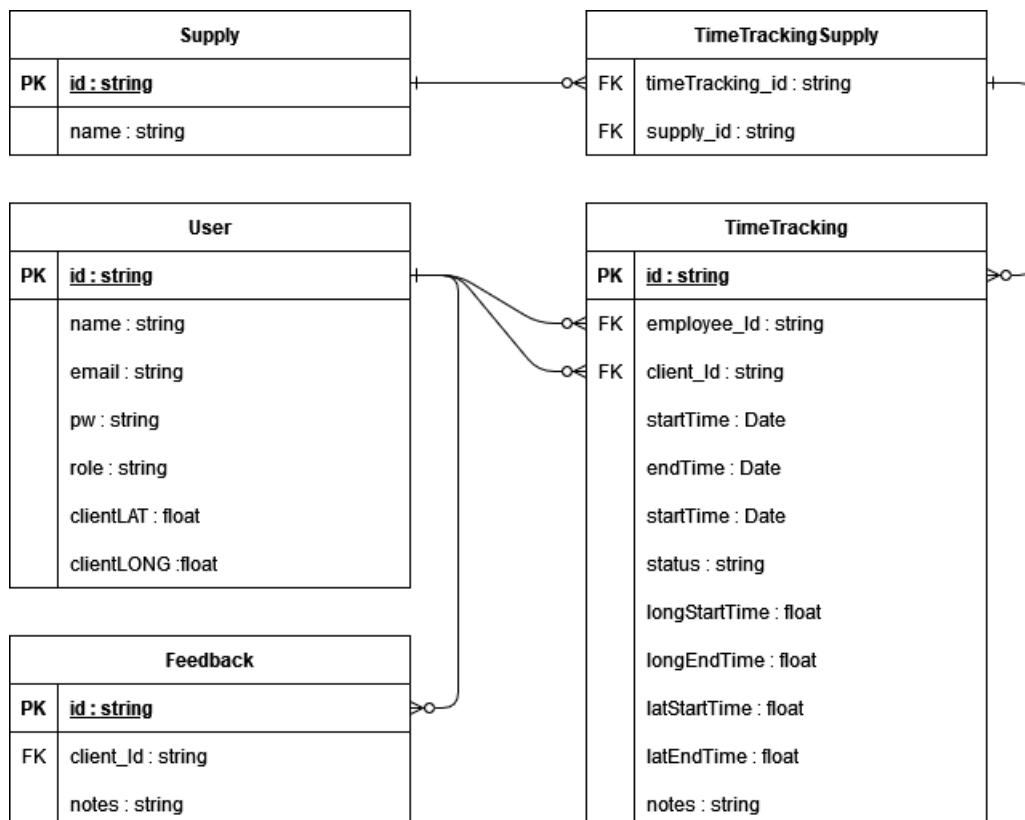 Supply
PK id : string
name : string
TimeTrackingSupply
FK timeTracking_id : string
FK supply_id : string
User
PK id : string
name : string
email : string
pw : string
role : string
clientLAT : float
clientLONG :float
TimeTracking
PK id : string
FK employee_Id : string
FK client_Id : string
startTime : Date
endTime : Date
startTime : Date
status : string
longStartTime : float
longEndTime : float
latStartTime : float
latEndTime : float
notes : string
Feedback
PK id : string
FK client_Id : string
notes : string